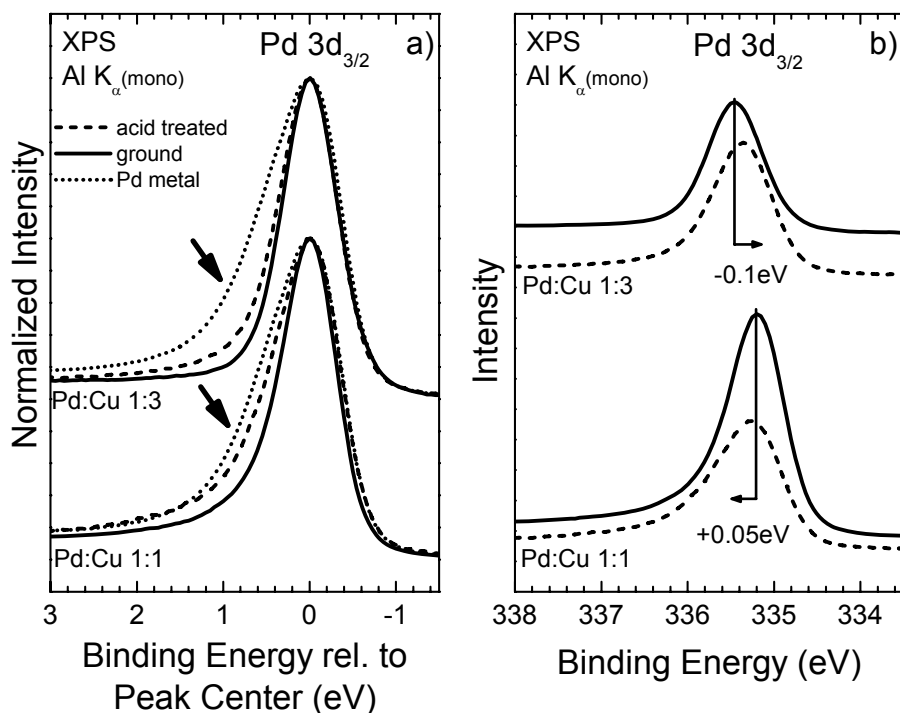 XPS Pd 3d3/2 a)
Al Kα(mono)
acid treated
ground
Pd metal
Pd:Cu 1:3
Pd:Cu 1:1
Normalized Intensity
3 2 1 0 -1
Binding Energy rel. to
Peak Center (eV)
XPS Pd 3d3/2 b)
Al Kα(mono)
-0.1eV
Pd:Cu 1:3
+0.05eV
Pd:Cu 1:1
Intensity
338 337 336 335 334
Binding Energy (eV)